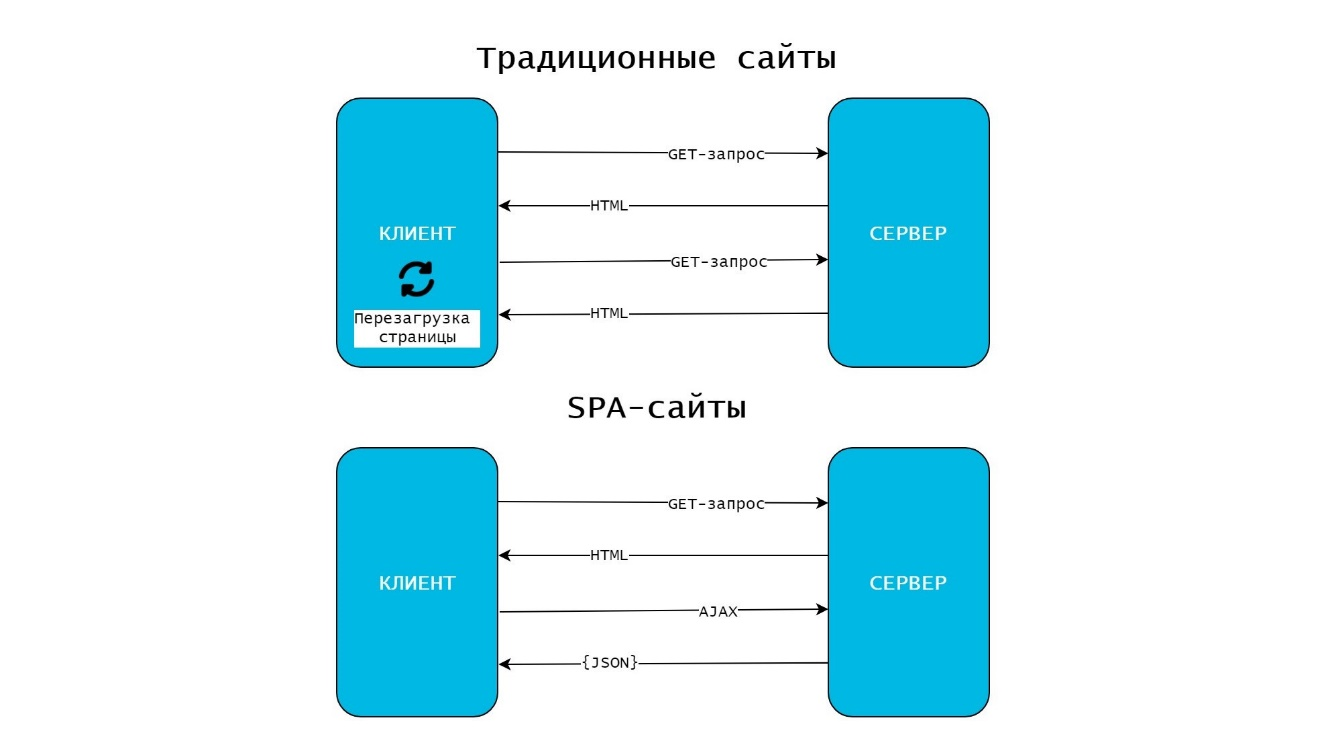 Традиционные сайты
GET-запрос
HTML
КЛИЕНТ
СЕРВЕР
GET-запрос
HTML
Перезагрузка
страницы
SPA-сайты
GET-запрос
HTML
КЛИЕНТ
СЕРВЕР
AJAX
{JSON}